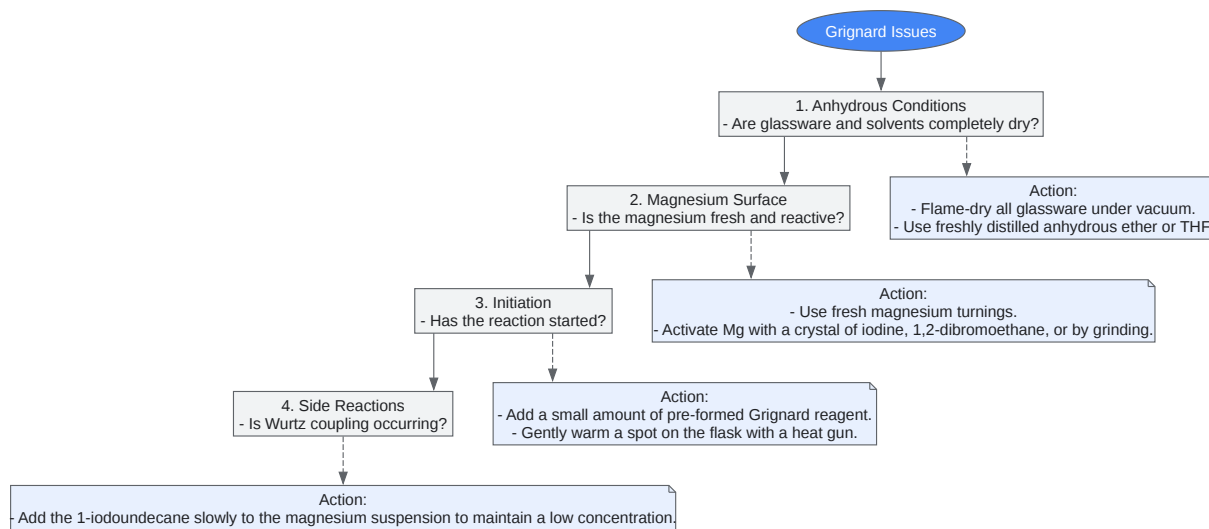 Grignard Issues
1. Anhydrous Conditions
- Are glassware and solvents completely dry?
2. Magnesium Surface
- Is the magnesium fresh and reactive?
Action:
- Flame-dry all glassware under vacuum.
- Use freshly distilled anhydrous ether or THF
3. Initiation
- Has the reaction started?
Action:
- Use fresh magnesium turnings.
- Activate Mg with a crystal of iodine, 1,2-dibromoethane, or by grinding.
4. Side Reactions
- Is Wurtz coupling occurring?
Action:
- Add a small amount of pre-formed Grignard reagent.
- Gently warm a spot on the flask with a heat gun.
Action:
- Add the 1-iodoundecane slowly to the magnesium suspension to maintain a low concentration.